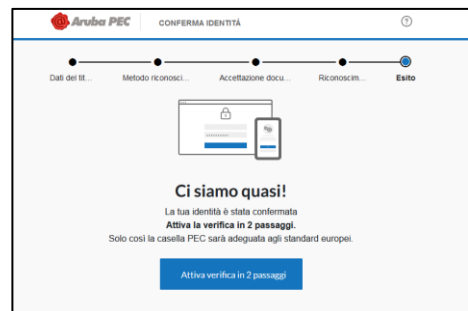 Aruba PEC
CONFERMA IDENTITÀ
Dati del tit...
Metodo riconosci...
Accettazione docu...
Riconoscim...
Esito
Ci siamo quasi!
La tua identità è stata confermata
Attiva la verifica in 2 passaggi.
Solo così la casella PEC sarà adeguata agli standard europei.
Attiva verifica in 2 passaggi